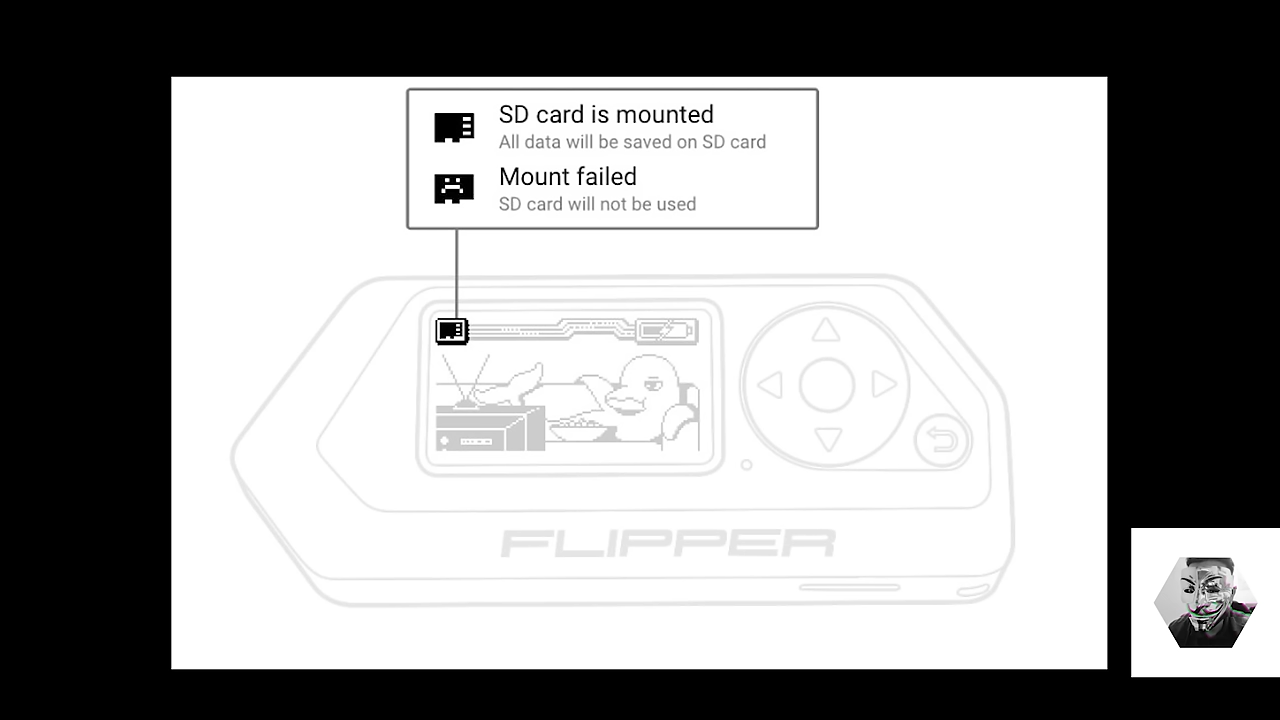 SD card is mounted
All data will be saved on SD card
Mount failed
SD card will not be used
FLIPPER